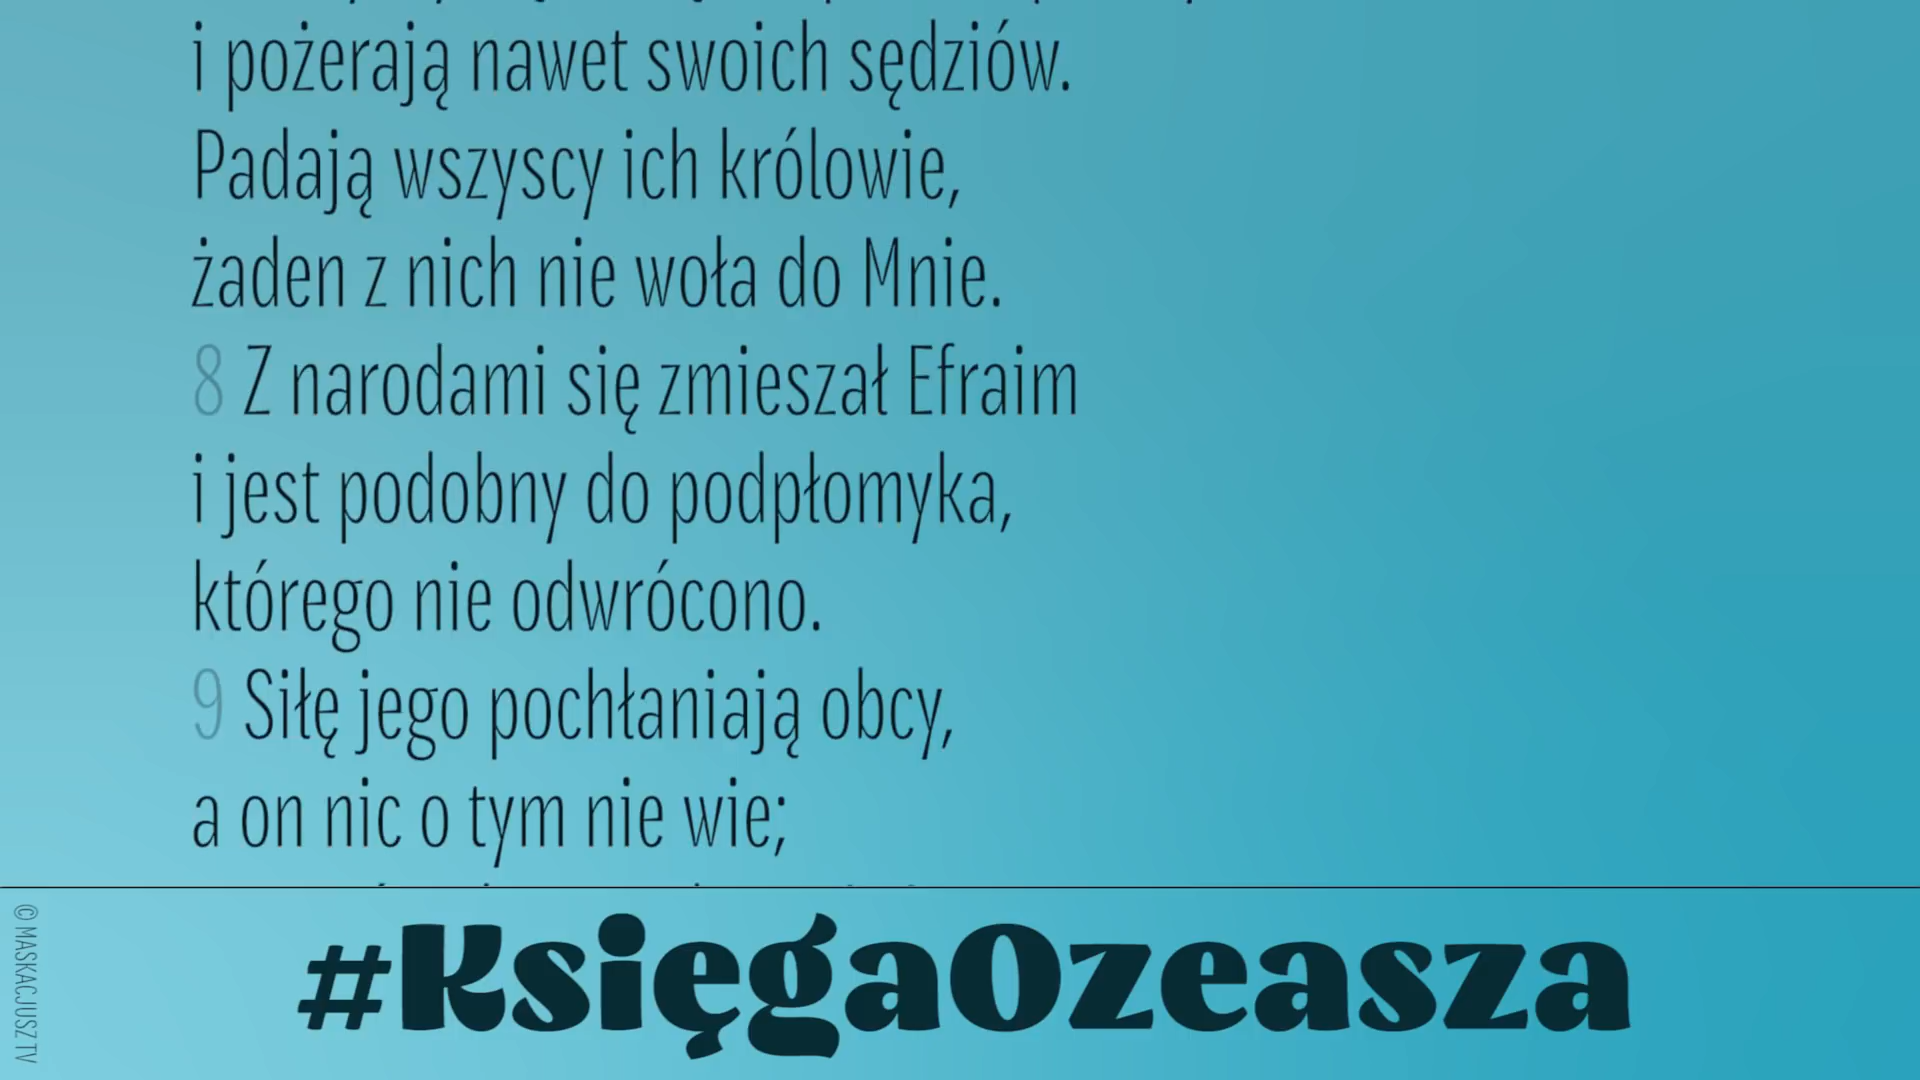 i pożerają nawet swoich sędziów.
Padają wszyscy ich królowie,
żaden z nich nie woła do Mnie.
8 Z narodami się zmieszał Efraim
i jest podobny do podpłomyka,
którego nie odwrócono.
9 Siłę jego pochłaniają obcy,
a on nic o tym nie wie;
#KsięgaOzeasza
© MASKACJUSZ TV